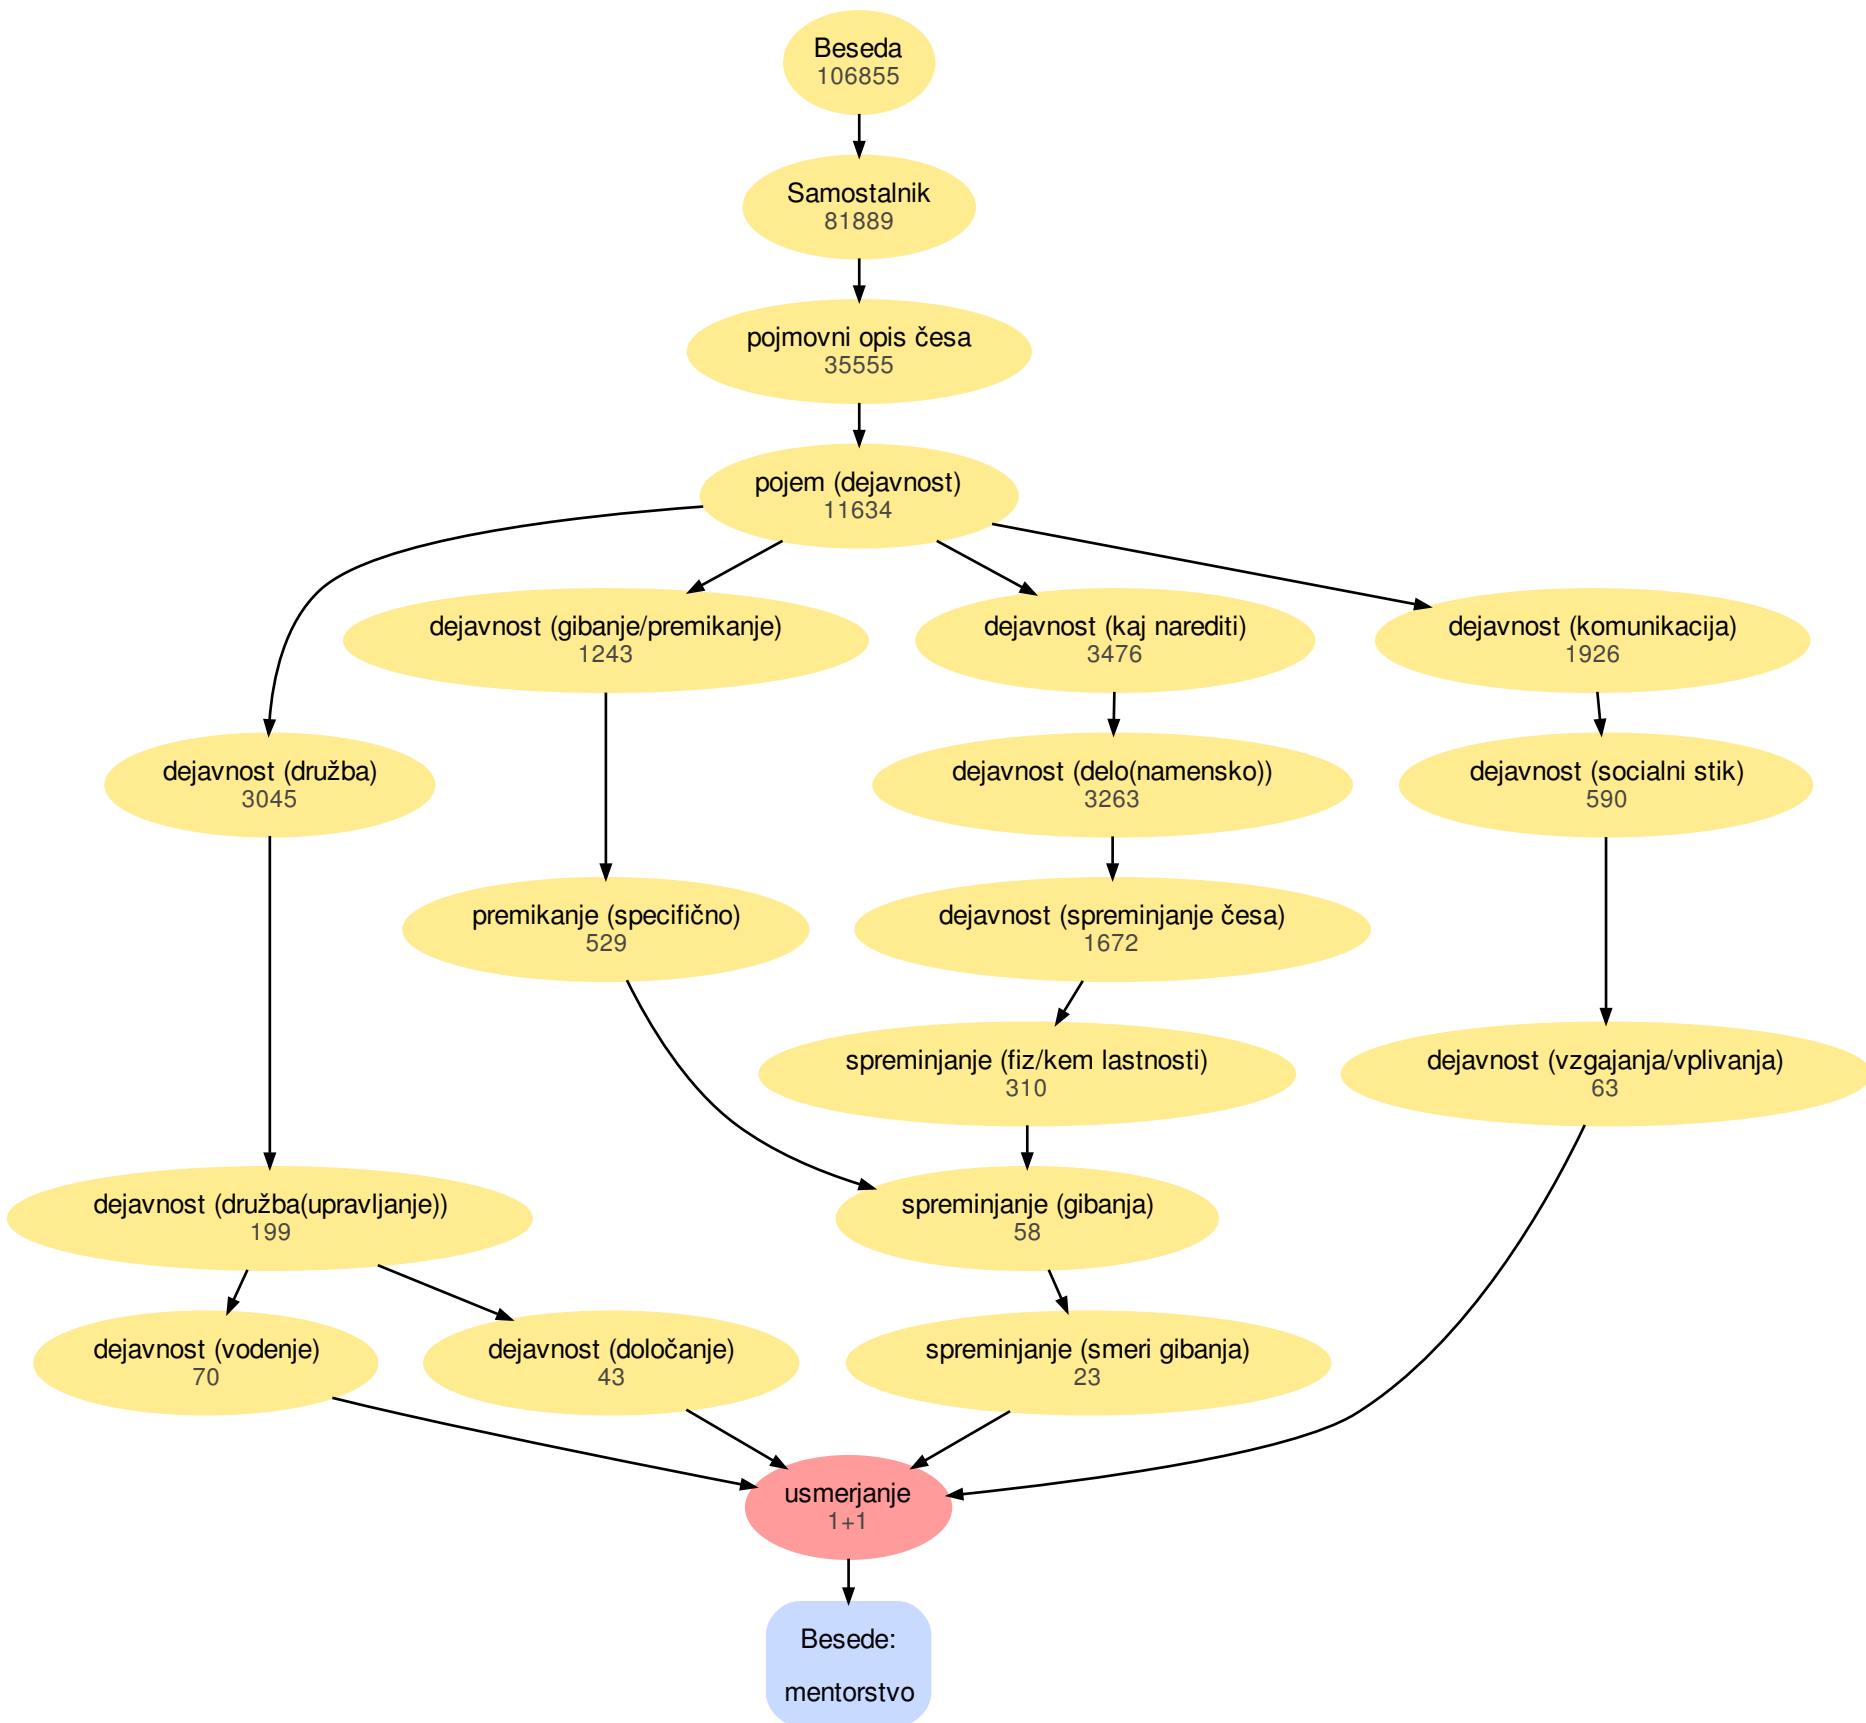 Beseda
106855
Samostalnik
81889
pojmovni opis česa
35555
pojem (dejavnost)
11634
dejavnost (gibanje/premikanje)
1243
dejavnost (kaj narediti)
3476
dejavnost (komunikacija)
1926
dejavnost (družba)
3045
dejavnost (delo(namensko))
3263
dejavnost (socialni stik)
590
premikanje (specifično)
529
dejavnost (spreminjanje česa)
1672
spreminjanje (fiz/kem lastnosti)
310
dejavnost (vzgajanja/vplivanja)
63
dejavnost (družba(upravljanje))
199
spreminjanje (gibanja)
58
dejavnost (vodenje)
70
dejavnost (določanje)
43
spreminjanje (smeri gibanja)
23
usmerjanje
1+1
Besede:
mentorstvo